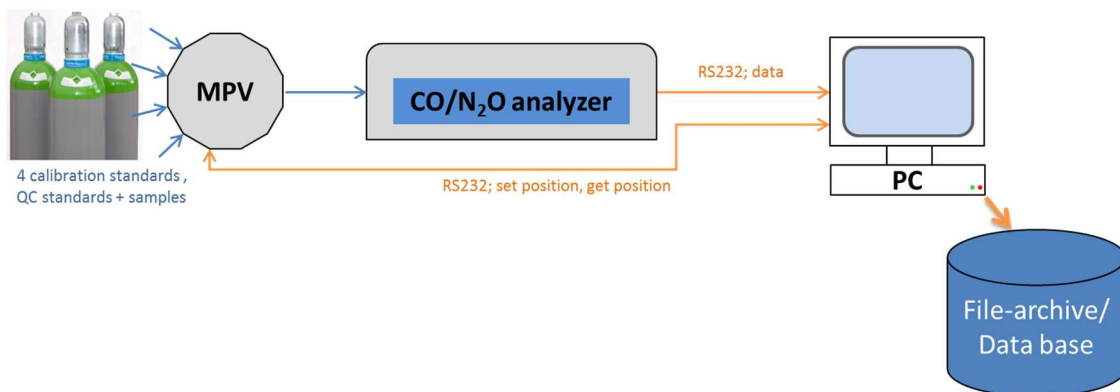 MPV
CO/N₂O analyzer
RS232; data
4 calibration standards ,
QC standards + samples
RS232; set position, get position
PC
File-archive/
Data base